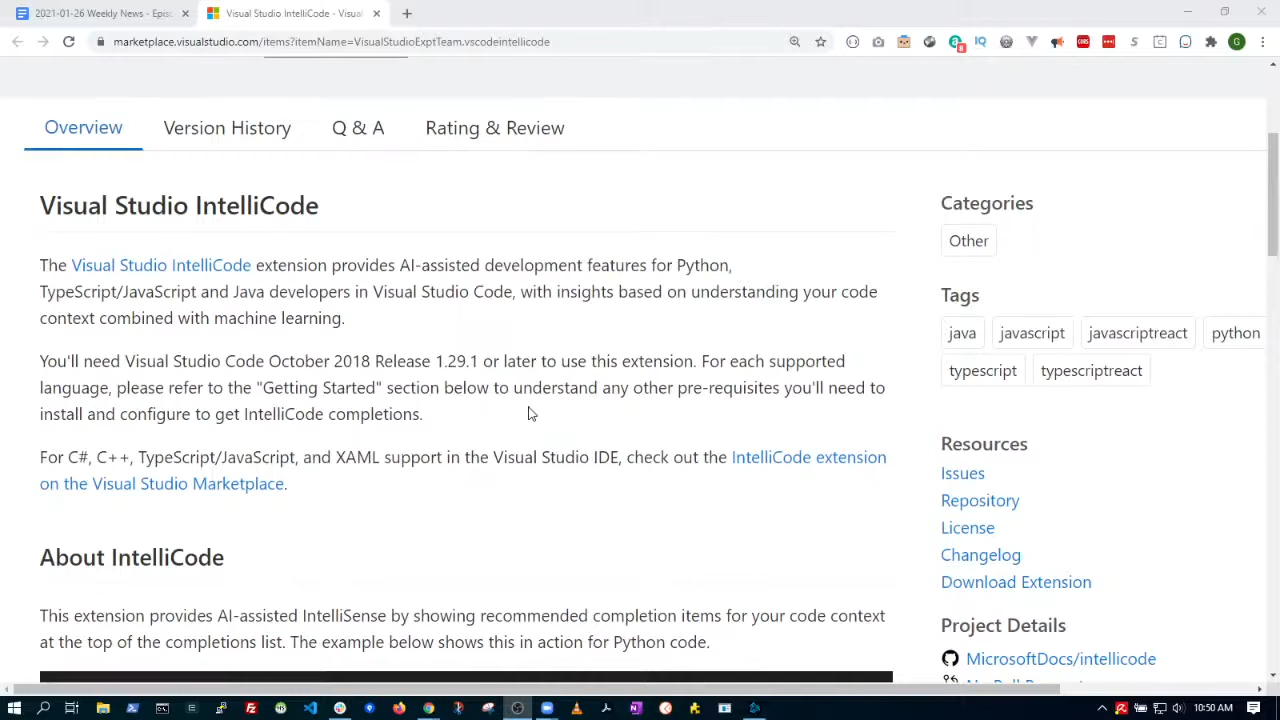 2021-01-26 Weekly News - Epis
Visual Studio IntelliCode - Visual
marketplace.visualstudio.com/items?itemName=VisualStudioExptTeam.vscodeintellicode
Overview
Version History
Q & A
Rating & Review
Visual Studio IntelliCode
The Visual Studio IntelliCode extension provides AI-assisted development features for Python,
TypeScript/JavaScript and Java developers in Visual Studio Code, with insights based on understanding your code
context combined with machine learning.
You'll need Visual Studio Code October 2018 Release 1.29.1 or later to use this extension. For each supported
language, please refer to the "Getting Started" section below to understand any other pre-requisites you'll need to
install and configure to get IntelliCode completions.
For C#, C++, TypeScript/JavaScript, and XAML support in the Visual Studio IDE, check out the IntelliCode extension
on the Visual Studio Marketplace.
About IntelliCode
This extension provides AI-assisted IntelliSense by showing recommended completion items for your code context
at the top of the completions list. The example below shows this in action for Python code.
Categories
Other
Tags
java
javascript
javascriptreact
python
typescript
typescriptreact
Resources
Issues
Repository
License
Changelog
Download Extension
Project Details
MicrosoftDocs/intellicode
10:50 AM